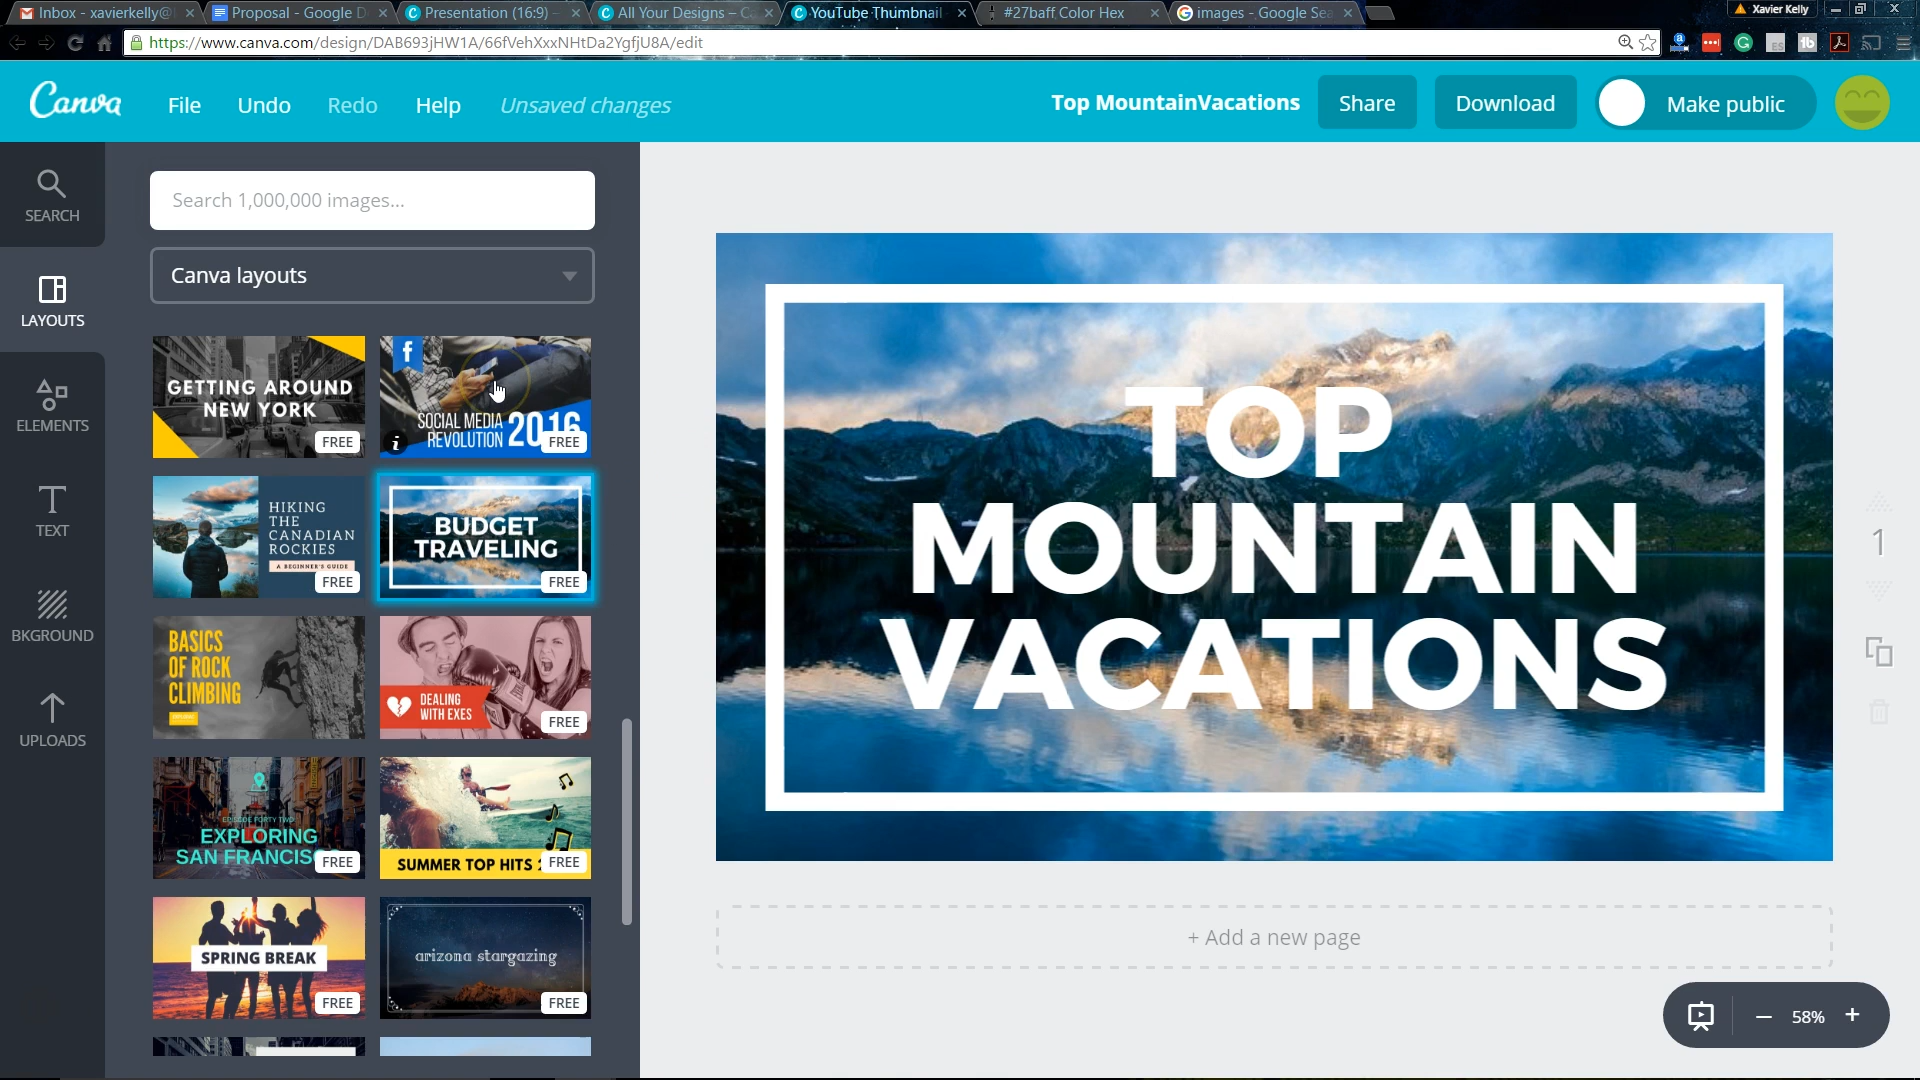 Inbox - xavierkelly@
Proposal - Google D
Presentation (16:9) -
All Your Designs – C
YouTube Thumbnail
#27baff Color Hex
images - Google Sea
Xavier Kelly
https://www.canva.com/design/DAB693jHW1A/66fVehXxxNHtDa2YgfjU8A/edit
Canva
File
Undo
Redo
Help
Unsaved changes
Top MountainVacations
Share
Download
Make public
SEARCH
LAYOUTS
ELEMENTS
TEXT
BKGROUND
UPLOADS
Search 1,000,000 images...
Canva layouts
GETTING AROUND
NEW YORK
FREE
f
SOCIAL MEDIA
REVOLUTION
2016
i
FREE
HIKING
THE
CANADIAN
ROCKIES
A BEGINNER'S GUIDE
FREE
BUDGET
TRAVELING
FREE
BASICS
OF ROCK
CLIMBING
DEALING
WITH EXES
FREE
EPISODE FORTY TWO
EXPLORING
SAN FRANCISC
FREE
SUMMER TOP HITS
FREE
SPRING BREAK
FREE
arizona stargazing
FREE
TOP
MOUNTAIN
VACATIONS
1
+ Add a new page
58%